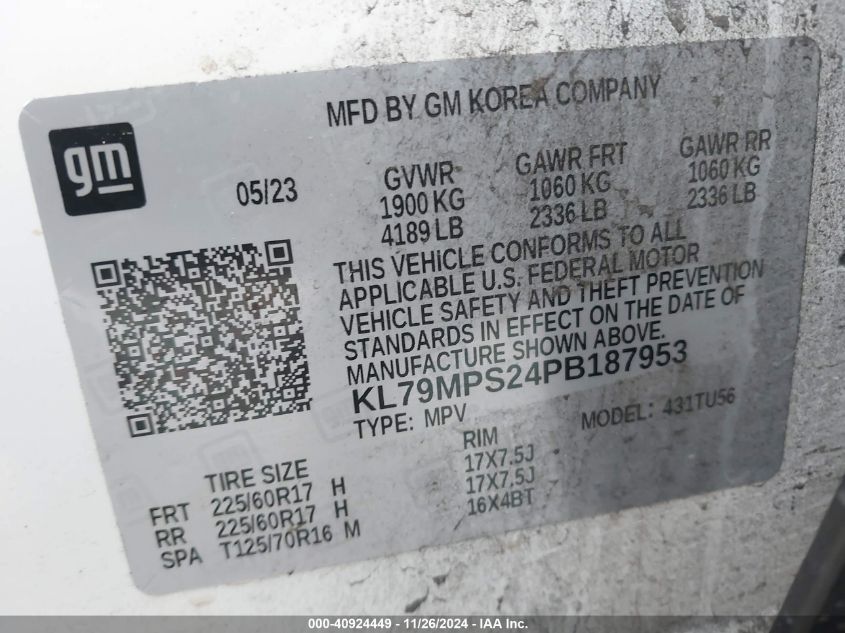 MFD BY GM KOREA COMPANY
gm
05/23
GVWR GAWR FRT GAWR RR
1900 KG 1060 KG 1060 KG
4189 LB 2336 LB 2336 LB
THIS VEHICLE CONFORMS TO ALL
APPLICABLE U.S. FEDERAL MOTOR
VEHICLE SAFETY AND THEFT PREVENTION
STANDARDS IN EFFECT ON THE DATE OF
MANUFACTURE SHOWN ABOVE.
KL79MPS24PB187953
TYPE: MPV MODEL: 431TU56
TIRE SIZE RIM
FRT 225/60R17 H 17X7.5J
RR 225/60R17 H 17X7.5J
SPA T125/70R16 M 16X4BT
000-40924449 - 11/26/2024 - IAA, Inc.